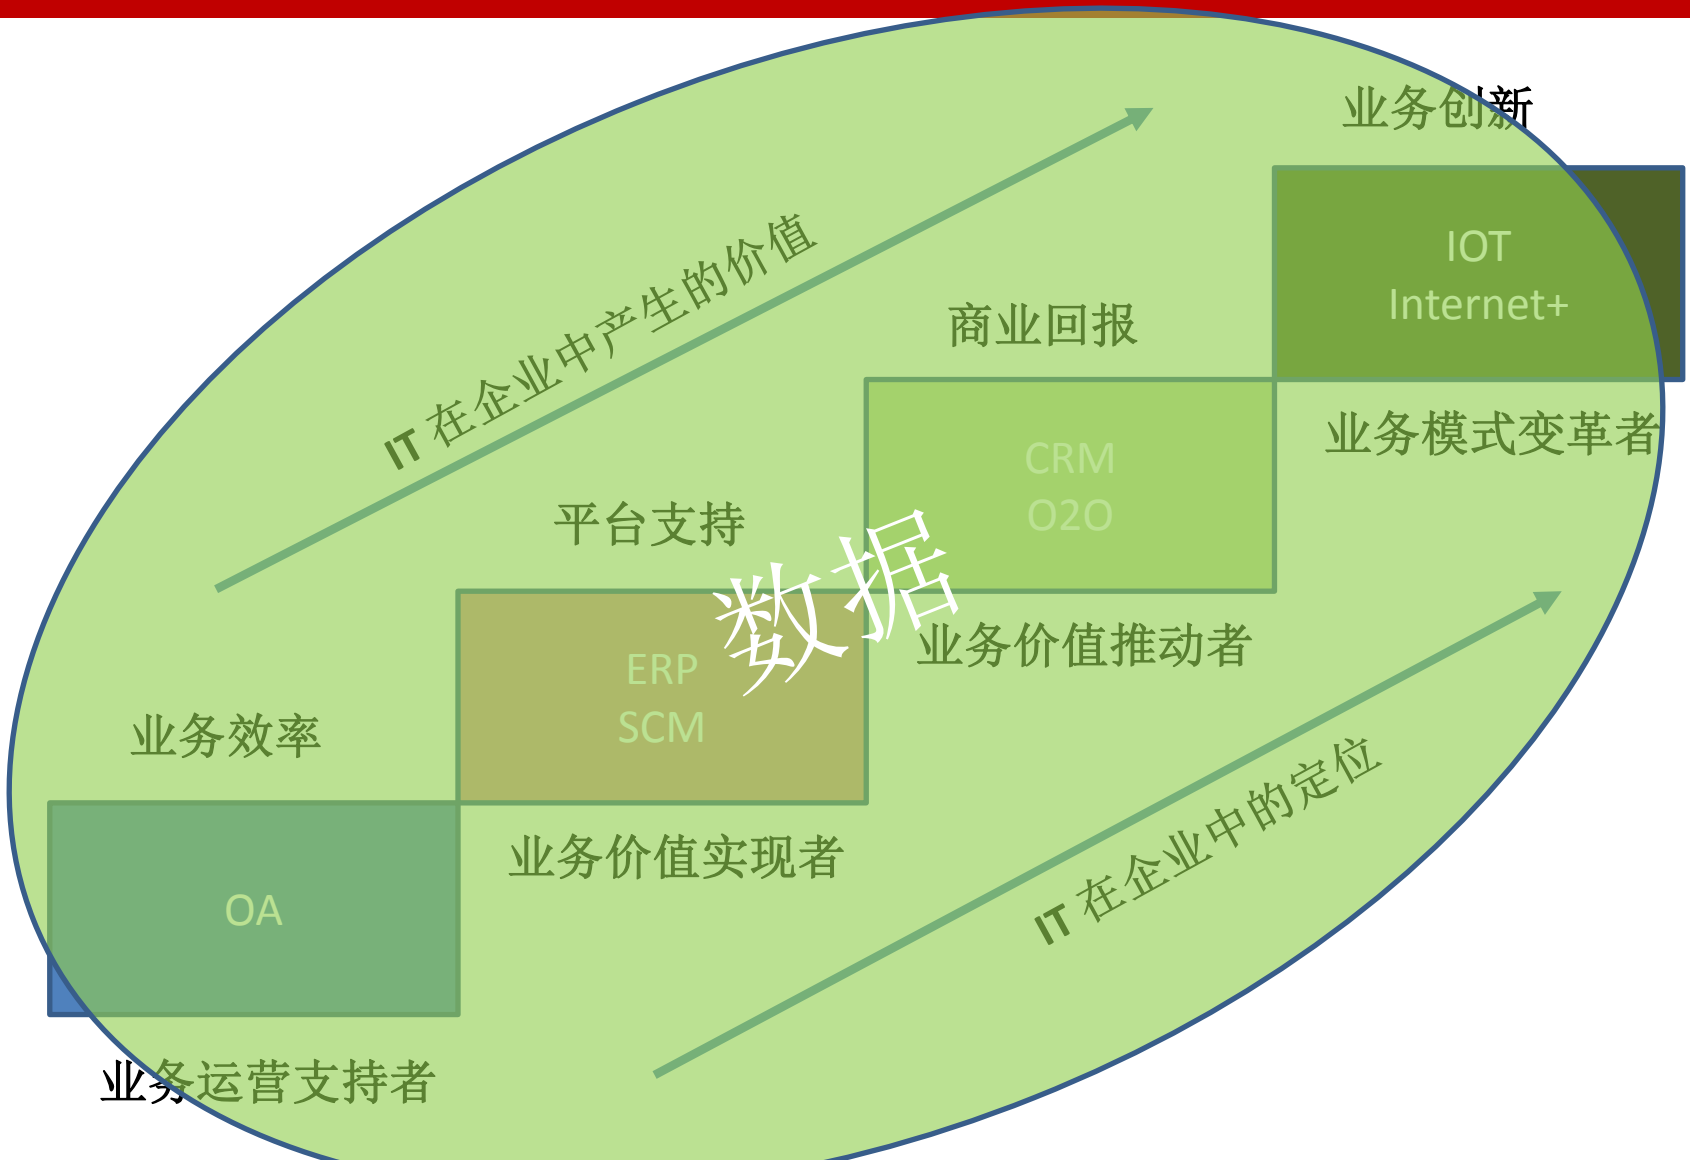 业务创新
IOT
Internet+
IT 在企业中产生的价值
商业回报
业务模式变革者
CRM
O2O
平台支持
数据
业务价值推动者
ERP
SCM
业务效率
IT 在企业中的定位
业务价值实现者
OA
业务运营支持者